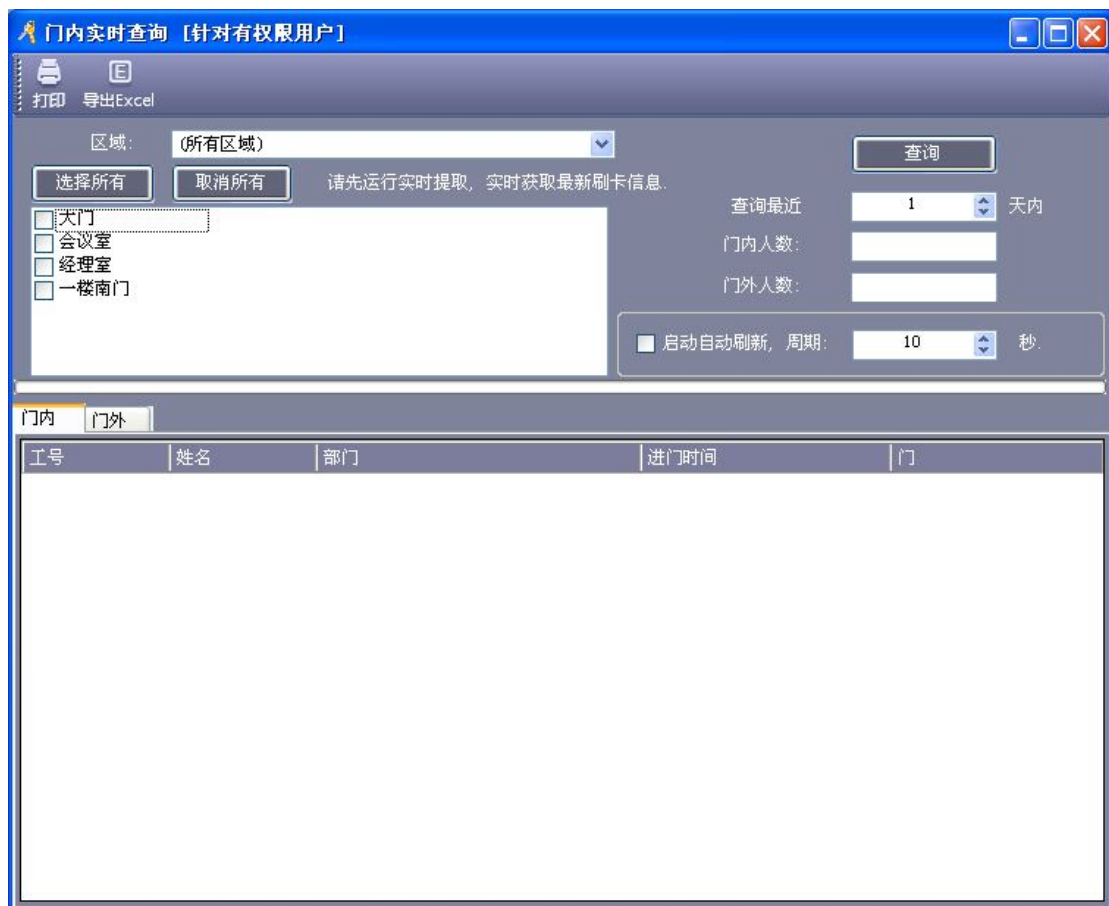 门内实时查询 [针对有权限用户]
打印 导出Excel
区域: (所有区域) 查询
选择所有 取消所有 请先运行实时提取, 实时获取最新刷卡信息.
查询最近 1 天内
大门
会议室
经理室
一楼南门
门内人数:
门外人数:
启动自动刷新, 周期: 10 秒.
门内 门外
工号 姓名 部门 进门时间 门